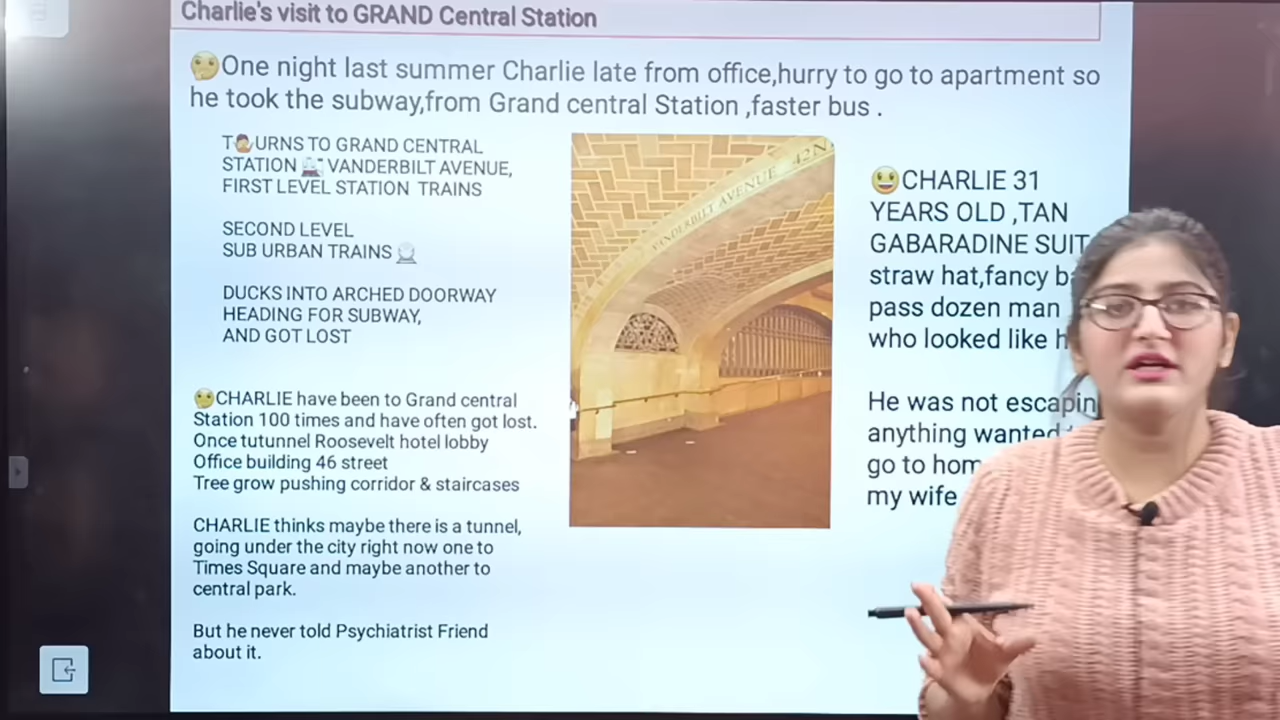 Charlie's visit to GRAND Central Station
One night last summer Charlie late from office,hurry to go to apartment so
he took the subway,from Grand central Station ,faster bus .
T URNS TO GRAND CENTRAL
STATION VANDERBILT AVENUE,
FIRST LEVEL STATION TRAINS
SECOND LEVEL
SUB URBAN TRAINS
DUCKS INTO ARCHED DOORWAY
HEADING FOR SUBWAY,
AND GOT LOST
CHARLIE have been to Grand central
Station 100 times and have often got lost.
Once tutunnel Roosevelt hotel lobby
Office building 46 street
Tree grow pushing corridor & staircases
CHARLIE thinks maybe there is a tunnel,
going under the city right now one to
Times Square and maybe another to
central park.
But he never told Psychiatrist Friend
about it.
VANDERBILT AVENUE 42N
CHARLIE 31
YEARS OLD ,TAN
GABARADINE SUIT
straw hat,fancy
pass dozen man
who looked like
He was not
anything wanted
go to
my wife